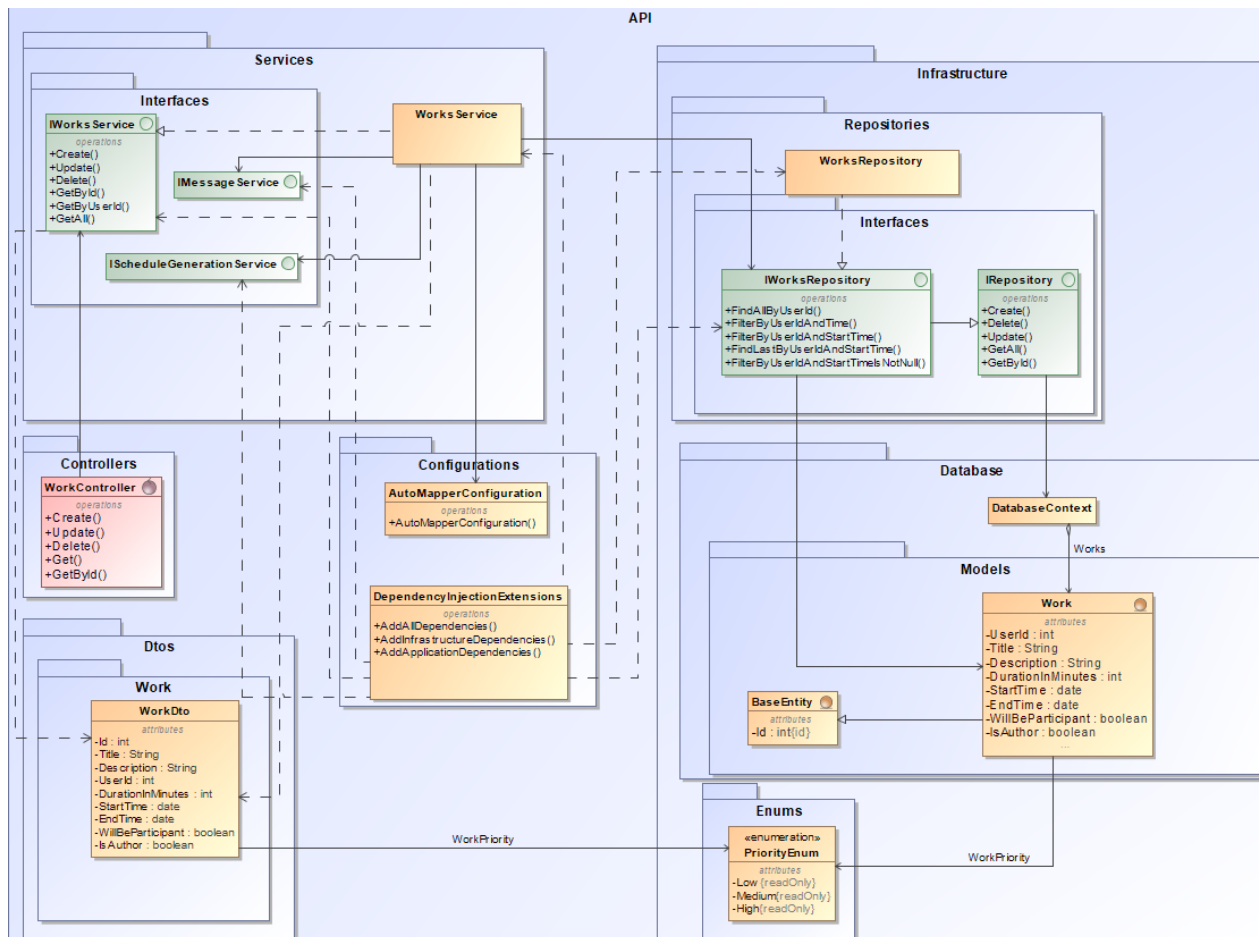 API
Services
Interfaces
IWorksService
operations
+Create()
+Update()
+Delete()
+GetById()
+GetByUserId()
+GetAll()
IMessageService
IScheduleGenerationService
WorksService
Infrastructure
Repositories
WorksRepository
Interfaces
IWorksRepository
operations
+FindAllByUserId()
+FilterByUserIdAndTime()
+FilterByUserIdAndStartTime()
+FindLastByUserIdAndStartTime()
+FilterByUserIdAndStartTimeIsNotNull()
IRepository
operations
+Create()
+Delete()
+Update()
+GetAll()
+GetById()
Controllers
WorkController
operations
+Create()
+Update()
+Delete()
+Get()
+GetById()
Configurations
AutoMapperConfiguration
operations
+AutoMapperConfiguration()
DependencyInjectionExtensions
operations
+AddAllDependencies()
+AddInfrastructureDependencies()
+AddApplicationDependencies()
Database
DatabaseContext
Works
Models
Work
attributes
-UserId : int
-Title : String
-Description : String
-DurationInMinutes : int
-StartTime : date
-EndTime : date
-WillBeParticipant : boolean
-IsAuthor : boolean
...
BaseEntity
attributes
-Id : int{id}
Dtos
Work
WorkDto
attributes
-Id : int
-Title : String
-Description : String
-UserId : int
-DurationInMinutes : int
-StartTime : date
-EndTime : date
-WillBeParticipant : boolean
-IsAuthor : boolean
WorkPriority
Enums
«enumeration»
PriorityEnum
attributes
-Low {readOnly}
-Medium{readOnly}
-High{readOnly}
WorkPriority